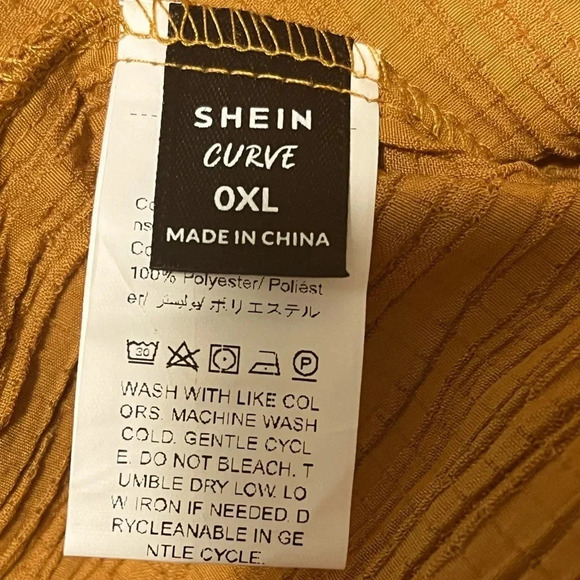 SHEIN
CURVE
0XL
MADE IN CHINA
100% Polyester/ Poliést
er/ بوليستر/ ポリエステル
30
P
WASH WITH LIKE COL
ORS. MACHINE WASH
COLD. GENTLE CYCL
E. DO NOT BLEACH. T
UMBLE DRY LOW. LO
W IRON IF NEEDED. D
RYCLEANABLE IN GE
NTLE CYCLE.